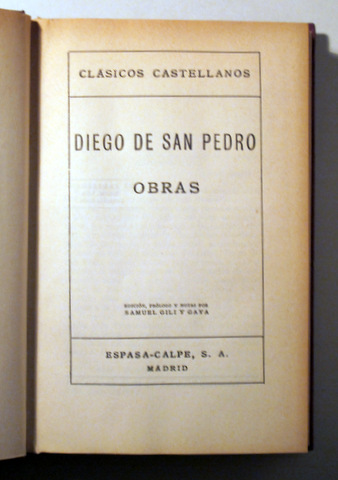 CLÁSICOS CASTELLANOS
DIEGO DE SAN PEDRO
OBRAS
EDICIÓN, PRÓLOGO Y NOTAS POR
SAMUEL GILI Y GAYA
ESPASA-CALPE, S. A.
MADRID